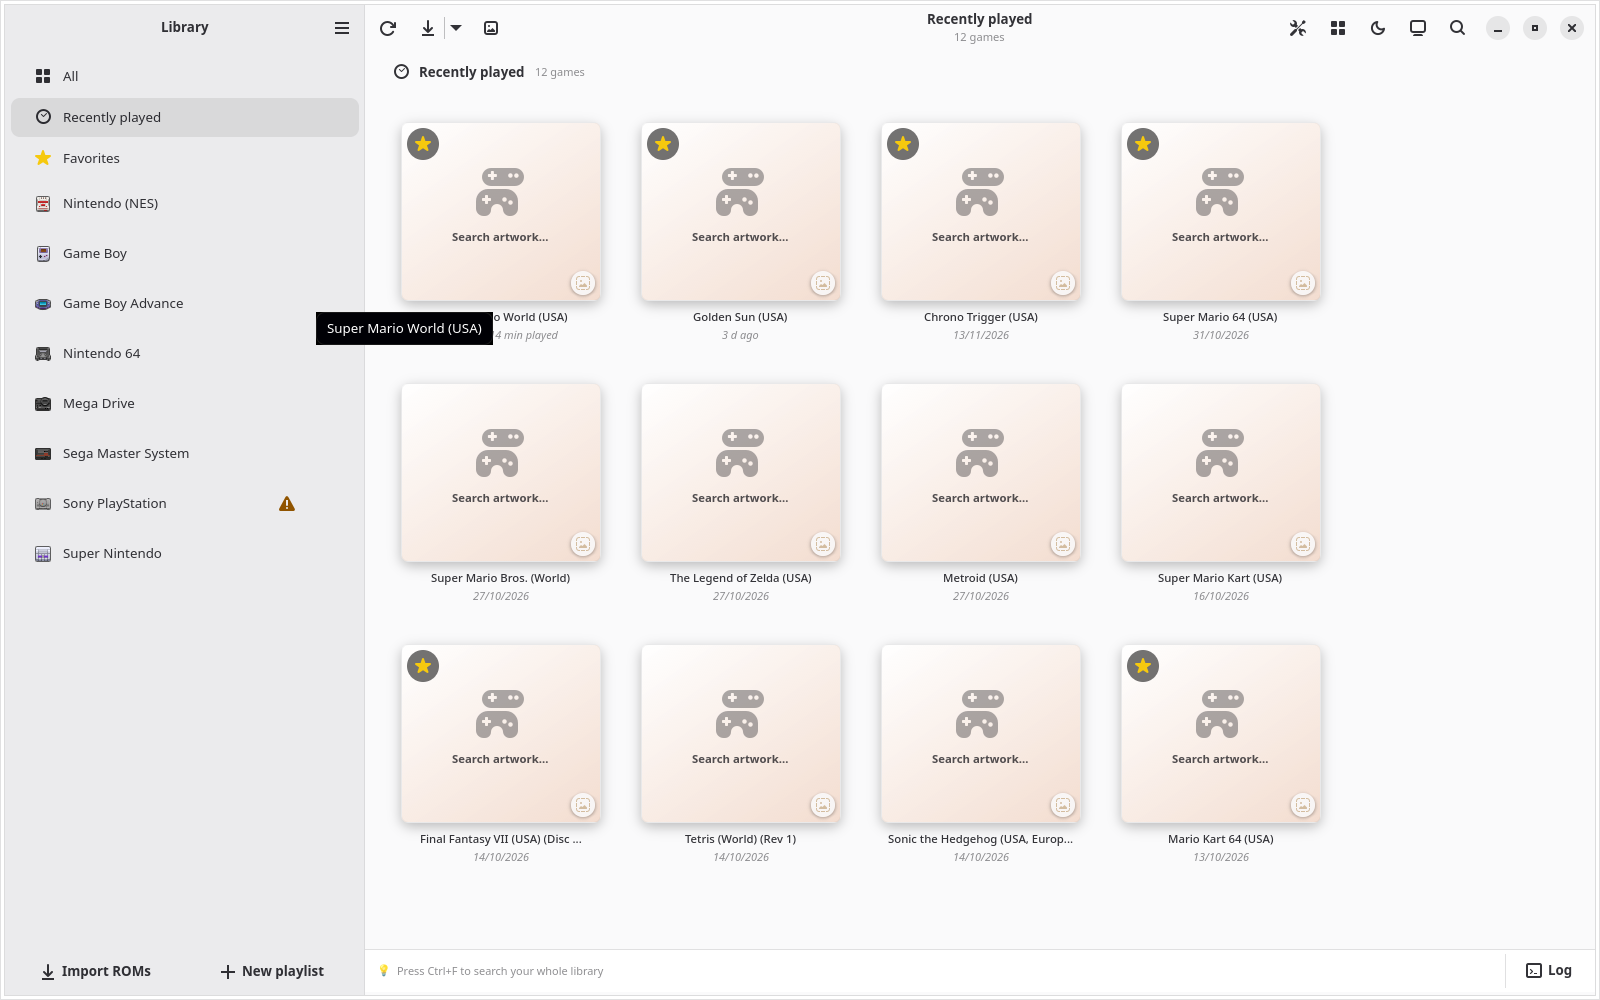 Library
Recently played
12 games
All
Recently played
Favorites
Nintendo (NES)
Game Boy
Game Boy Advance
Nintendo 64
Mega Drive
Sega Master System
Sony PlayStation
Super Nintendo
Import ROMs
New playlist
Recently played 12 games
Search artwork...
Search artwork...
Search artwork...
Search artwork...
Super Mario World (USA)
World (USA)
Golden Sun (USA)
Chrono Trigger (USA)
Super Mario 64 (USA)
min played
3 d ago
13/11/2026
31/10/2026
Search artwork...
Search artwork...
Search artwork...
Search artwork...
Super Mario Bros. (World)
The Legend of Zelda (USA)
Metroid (USA)
Super Mario Kart (USA)
27/10/2026
27/10/2026
27/10/2026
16/10/2026
Search artwork...
Search artwork...
Search artwork...
Search artwork...
Final Fantasy VII (USA) (Disc ...
Tetris (World) (Rev 1)
Sonic the Hedgehog (USA, Europ...
Mario Kart 64 (USA)
14/10/2026
14/10/2026
14/10/2026
13/10/2026
Press Ctrl+F to search your whole library
Log